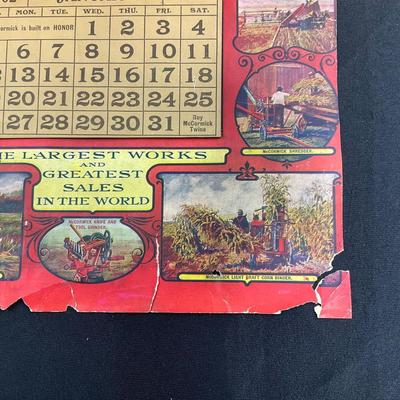 MON. TUE. WED. THU. FRI. SAT.
McCormick is built on HONOR 1 2 3 4
6 7 8 9 10 11
13 14 15 16 17 18
20 21 22 23 24 25
27 28 29 30 31 Buy McCormick Twine
McCORMICK SHREDDER.
HE LARGEST WORKS
AND
GREATEST
SALES
IN THE WORLD
McCORMICK KNIFE AND
TOOL GRINDER.
McCORMICK LIGHT DRAFT CORN BINDER.